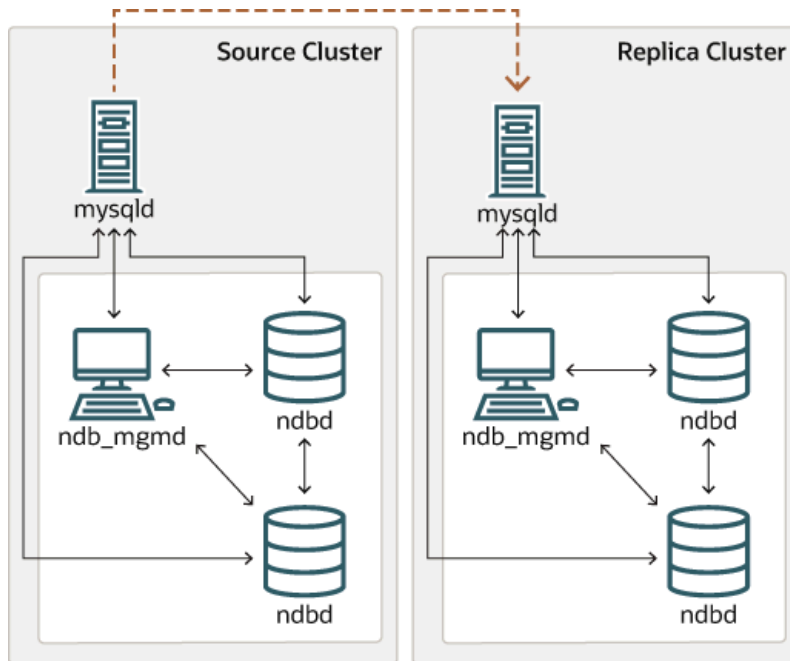 Source Cluster
mysqld
ndb_mgmd
ndbd
ndbd
Replica Cluster
mysqld
ndb_mgmd
ndbd
ndbd